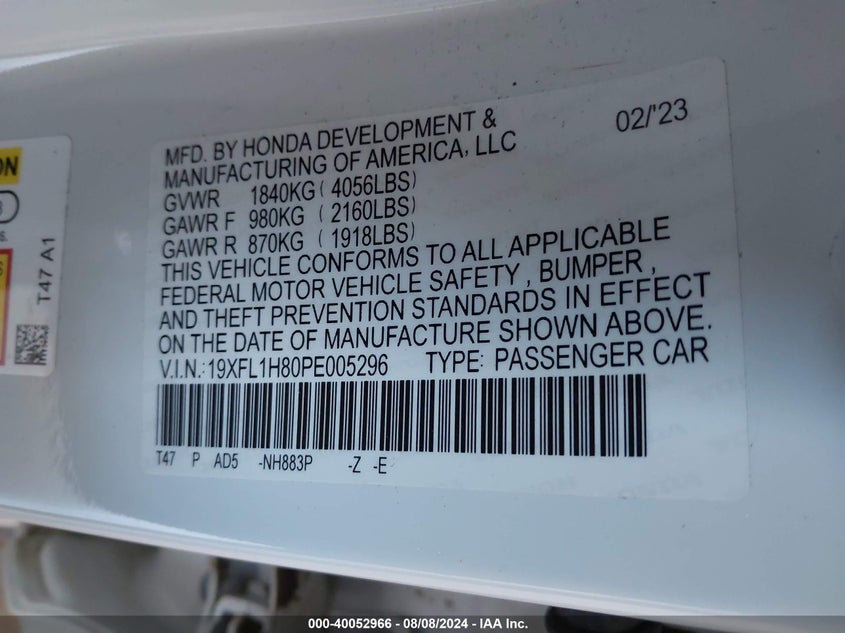 ON
S
6.
T47 A1
02/'23
MFD. BY HONDA DEVELOPMENT &
MANUFACTURING OF AMERICA, LLC
GVWR 1840KG ( 4056LBS)
GAWR F 980KG ( 2160LBS)
GAWR R 870KG ( 1918LBS)
THIS VEHICLE CONFORMS TO ALL APPLICABLE
FEDERAL MOTOR VEHICLE SAFETY , BUMPER ,
AND THEFT PREVENTION STANDARDS IN EFFECT
ON THE DATE OF MANUFACTURE SHOWN ABOVE.
V.I.N.: 19XFL1H80PE005296 TYPE: PASSENGER CAR
T47 P AD5 -NH883P -Z -E
000-40052966 - 08/08/2024 - IAA Inc.